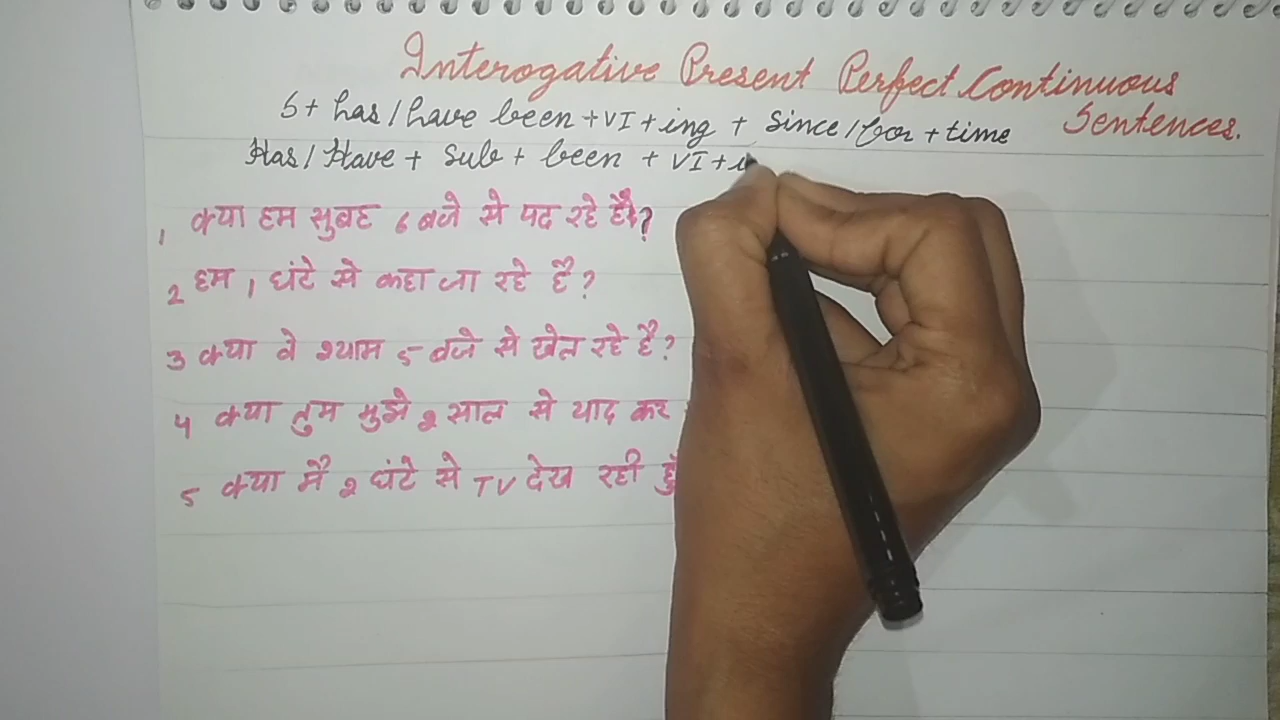 Interogative Present Perfect Continuous
Sentences.
S+ has/have been +VI+ing + Since/for + time
Has/ Have + Sub + been + VI+i
1 क्या हम सुबह 6 बजे से पढ रहे हैं?
2 हम 1 घंटे से कहा जा रहे है?
3 क्या वे श्याम 5 बजे से खेल रहे है?
4 क्या तुम मुझे 2 साल से याद कर
5 क्या मैं 2 घंटे से TV देख रही हूँ